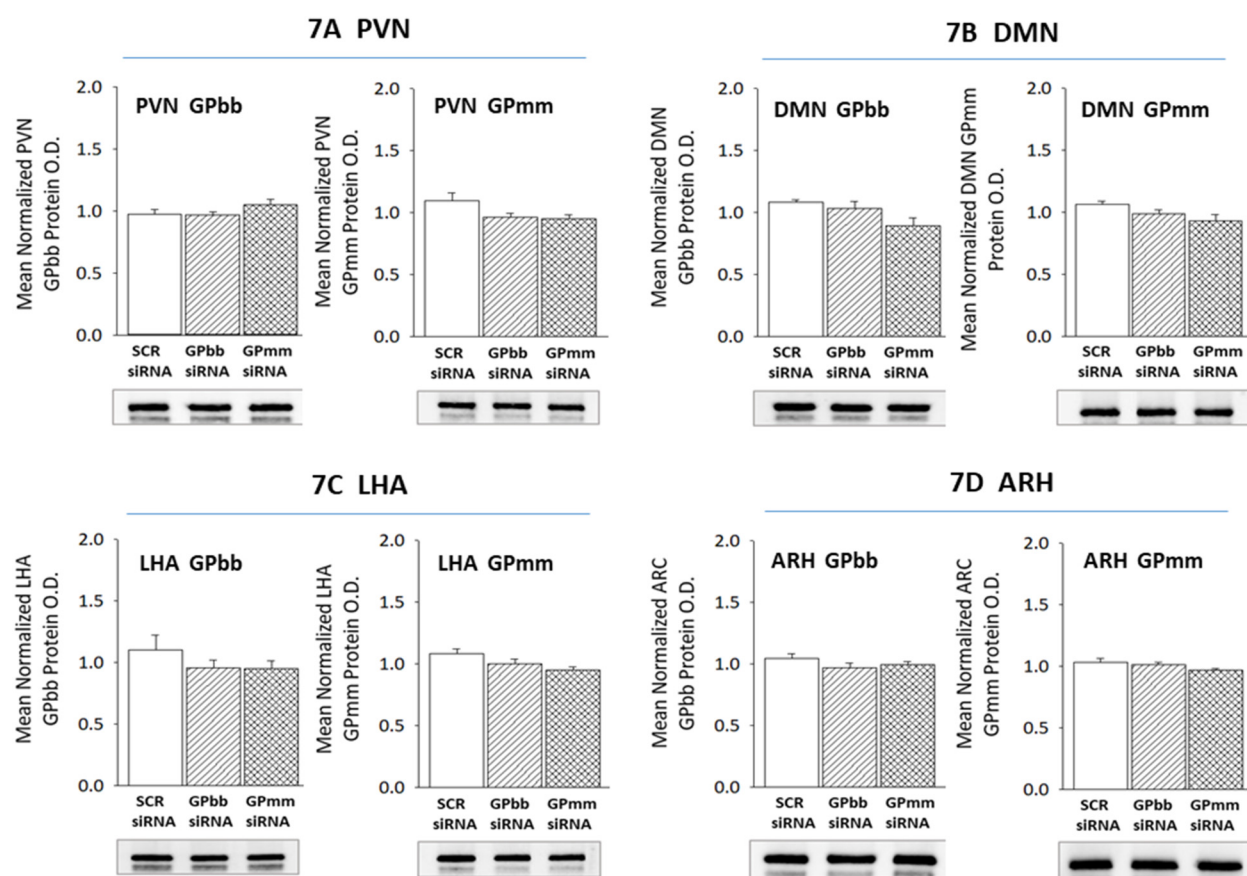 7A PVN
Mean Normalized PVN
GPbb Protein O.D.
2.0
1.5
1.0
0.5
0.0
PVN GPbb
SCR siRNA
GPbb siRNA
GPmm siRNA
Mean Normalized PVN
GPmm Protein O.D.
2.0
1.5
1.0
0.5
0.0
PVN GPmm
SCR siRNA
GPbb siRNA
GPmm siRNA
7B DMN
Mean Normalized DMN
GPbb Protein O.D.
2.0
1.5
1.0
0.5
0.0
DMN GPbb
SCR siRNA
GPbb siRNA
GPmm siRNA
Mean Normalized DMN GPmm
Protein O.D.
2.0
1.5
1.0
0.5
0.0
DMN GPmm
SCR siRNA
GPbb siRNA
GPmm siRNA
7C LHA
Mean Normalized LHA
GPbb Protein O.D.
2.0
1.5
1.0
0.5
0.0
LHA GPbb
SCR siRNA
GPbb siRNA
GPmm siRNA
Mean Normalized LHA
GPmm Protein O.D.
2.0
1.5
1.0
0.5
0.0
LHA GPmm
SCR siRNA
GPbb siRNA
GPmm siRNA
7D ARH
Mean Normalized ARC
GPbb Protein O.D.
2.0
1.5
1.0
0.5
0.0
ARH GPbb
SCR siRNA
GPbb siRNA
GPmm siRNA
Mean Normalized ARC
GPmm Protein O.D.
2.0
1.5
1.0
0.5
0.0
ARH GPmm
SCR siRNA
GPbb siRNA
GPmm siRNA